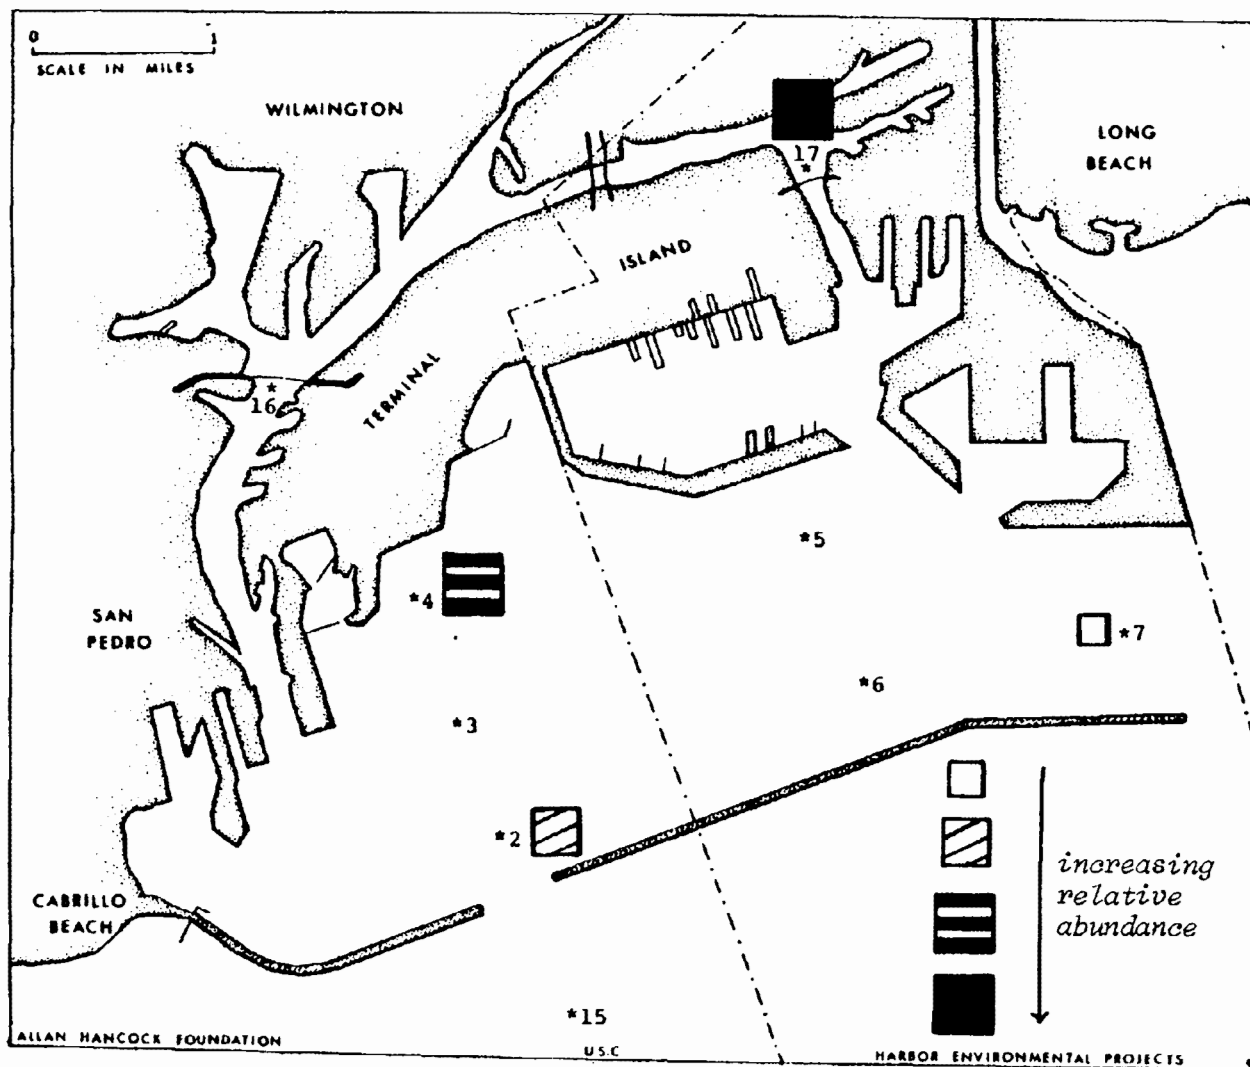 0 1
SCALE IN MILES
WILMINGTON
LONG
BEACH
17
*
ISLAND
TERMINAL
*
16
*5
*4
SAN
PEDRO
*7
*6
*3
*2
increasing
relative
abundance
CABRILLO
BEACH
*15
ALLAN HANCOCK FOUNDATION
USC
HARBOR ENVIRONMENTAL PROJECTS